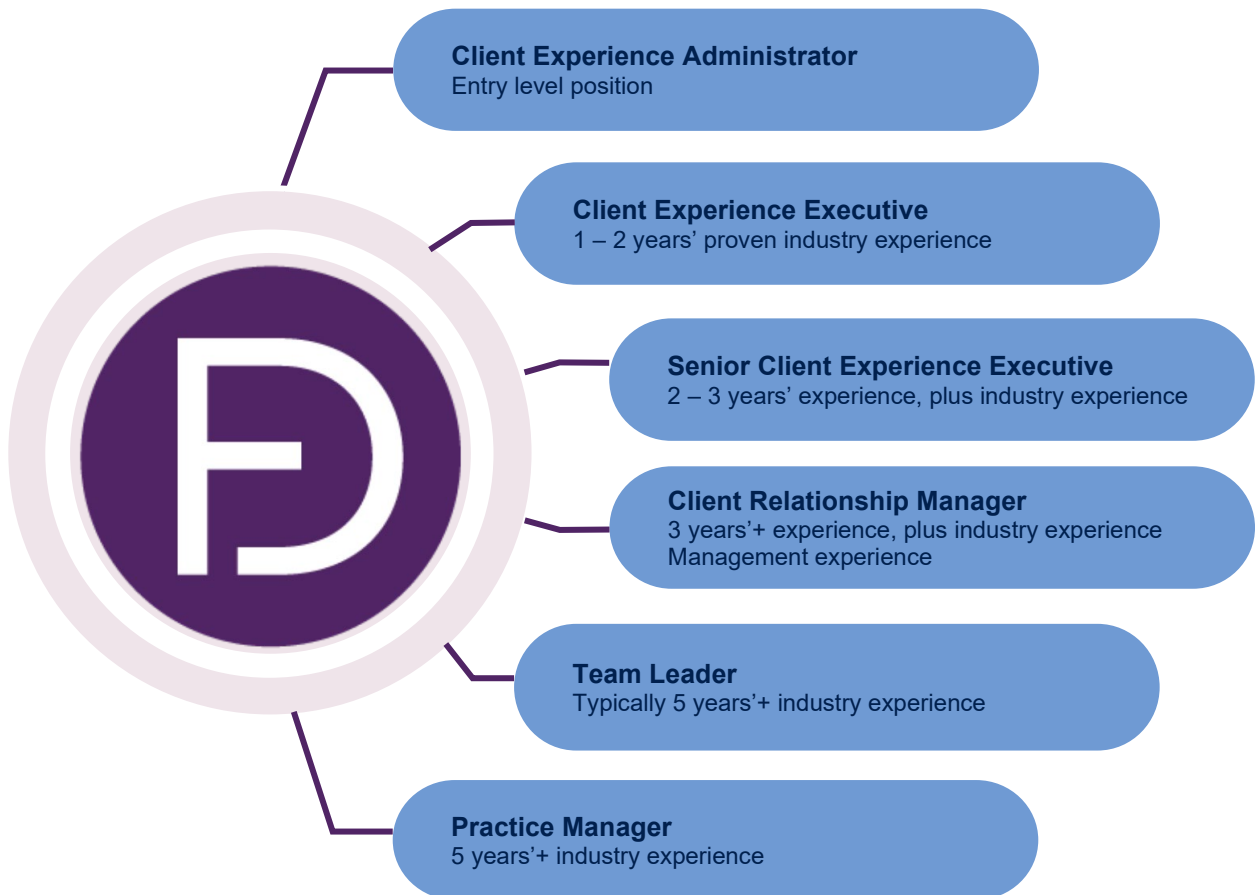 Client Experience Administrator
Entry level position
Client Experience Executive
1 – 2 years’ proven industry experience
Senior Client Experience Executive
2 – 3 years’ experience, plus industry experience
Client Relationship Manager
3 years’+ experience, plus industry experience
Management experience
Team Leader
Typically 5 years’+ industry experience
Practice Manager
5 years’+ industry experience